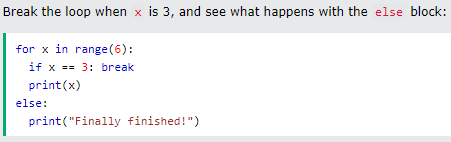 Break the loop when x is 3, and see what happens with the else block:
for x in range(6):
  if x == 3: break
  print(x)
else:
  print("Finally finished!")